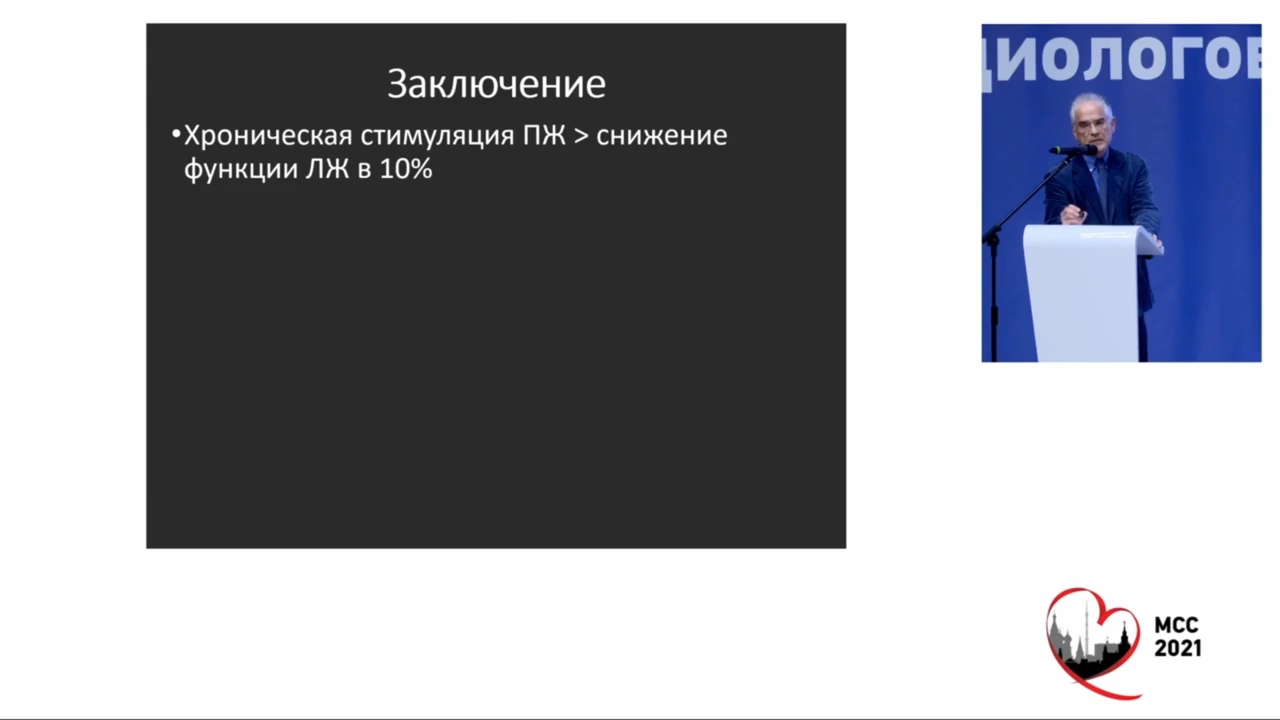 Заключение
•Хроническая стимуляция ПЖ > снижение
функции ЛЖ в 10%
диологов
МСС
2021